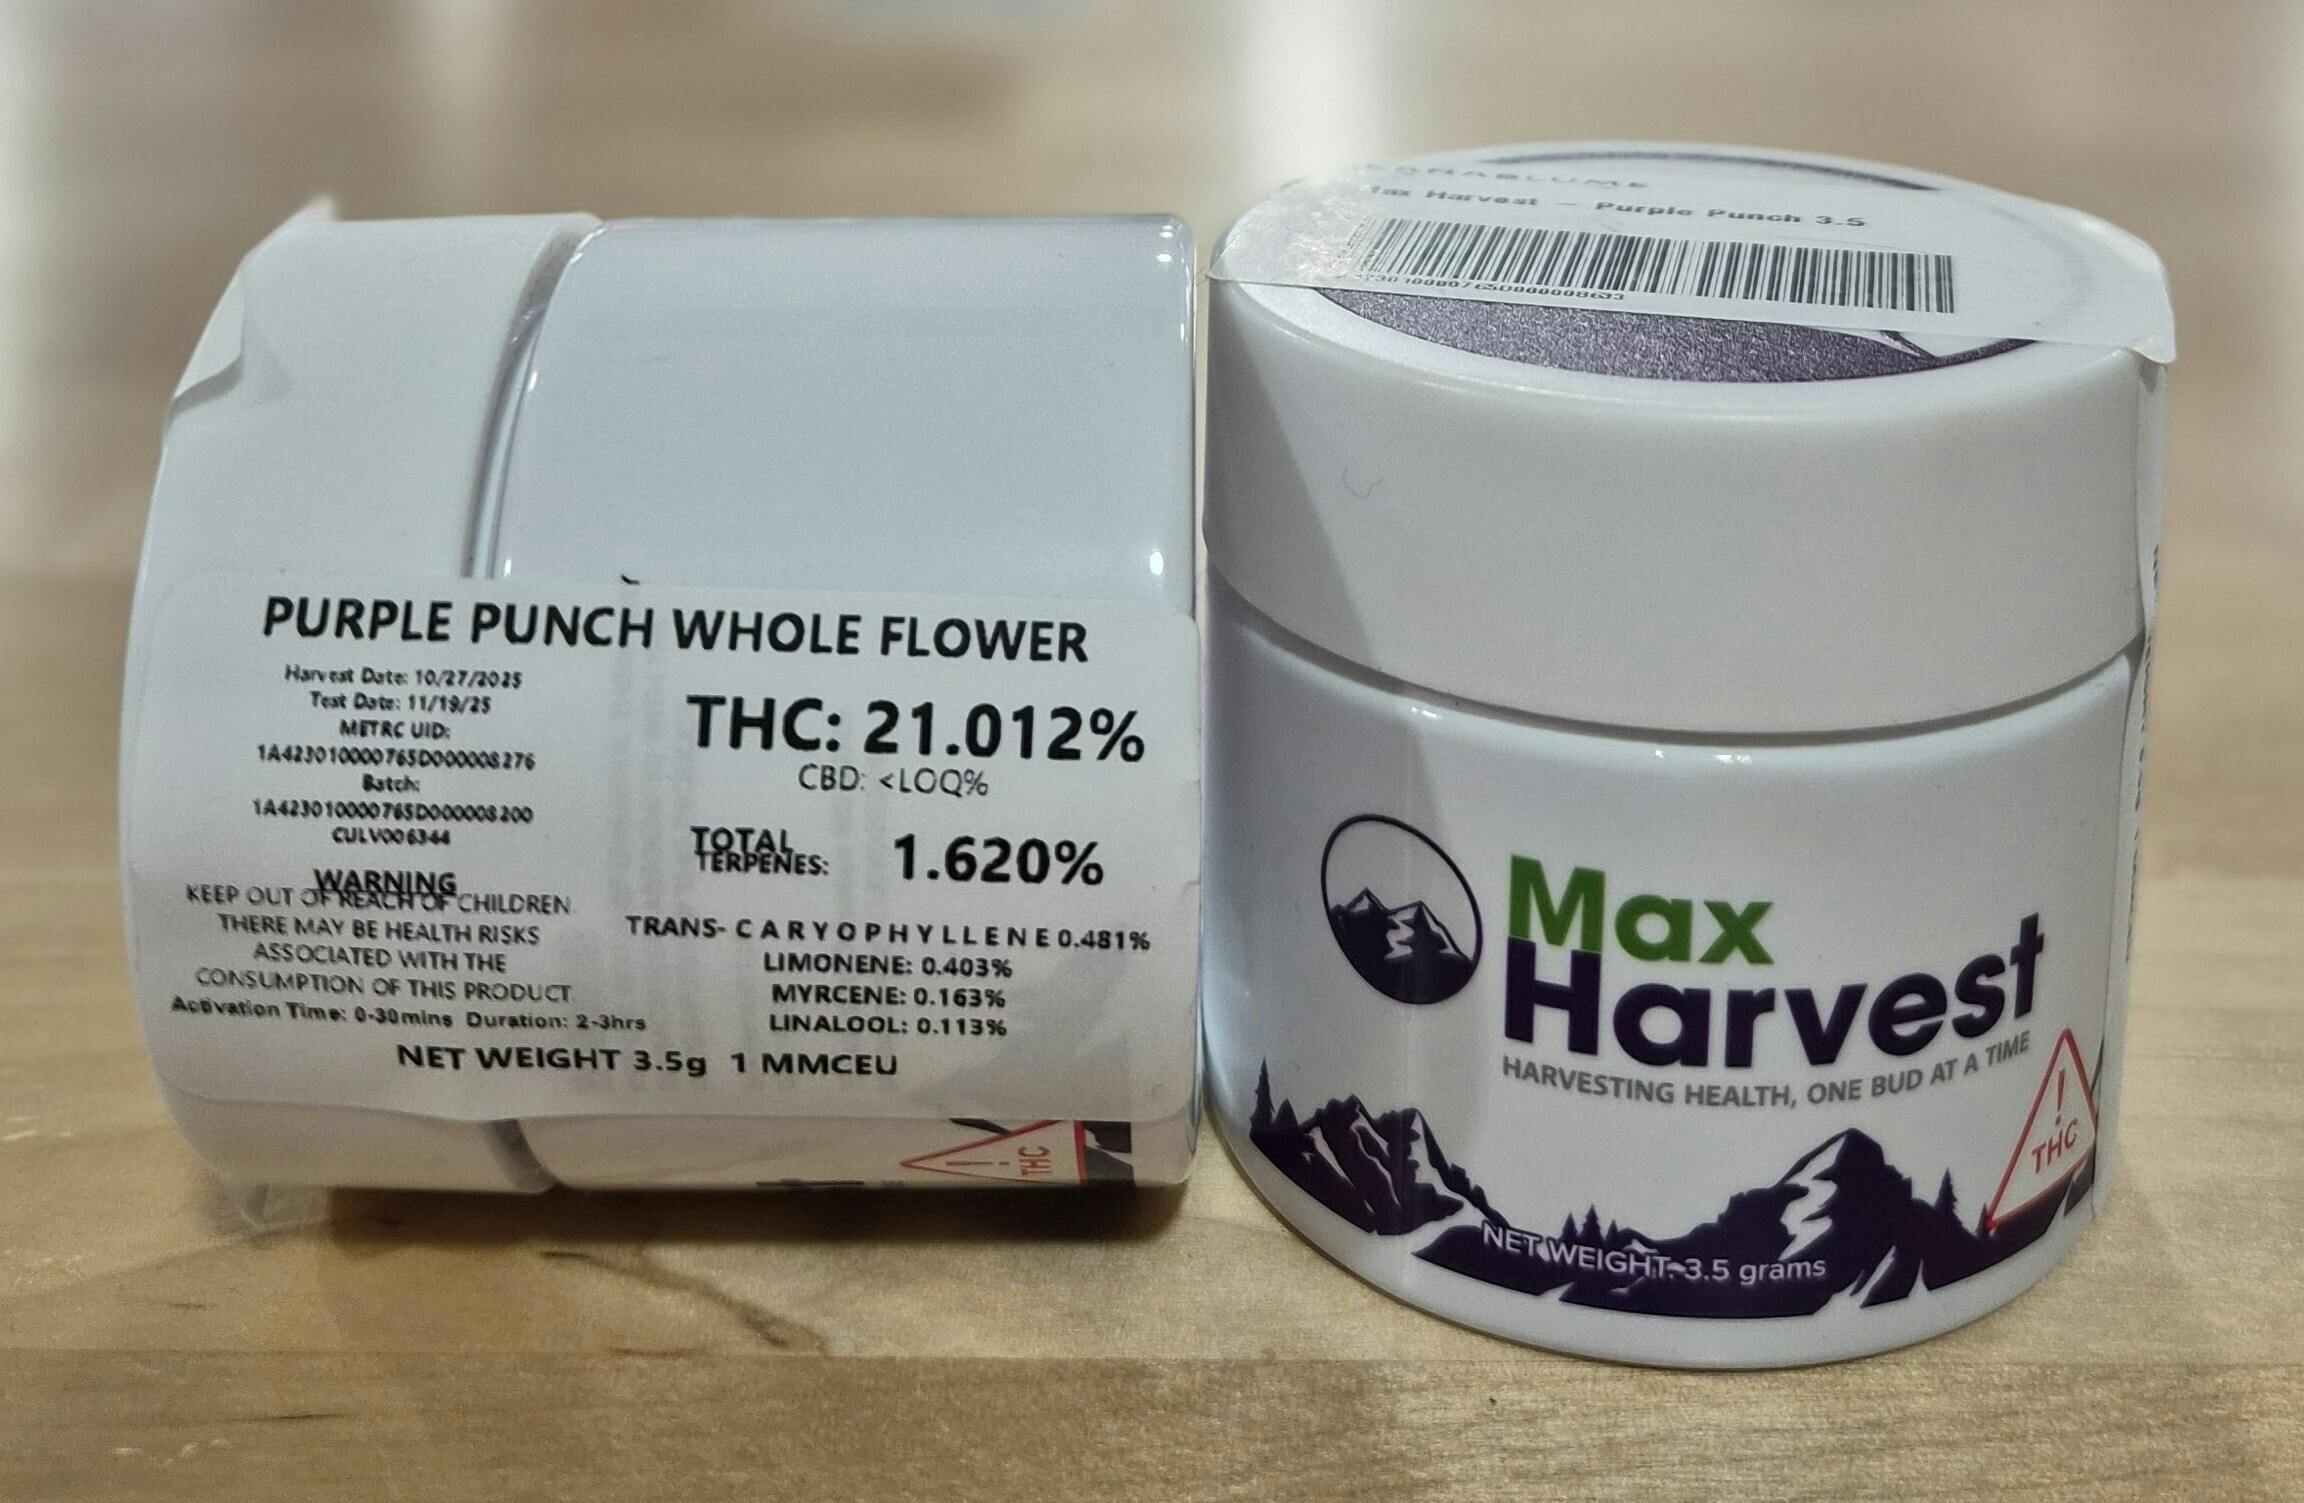 PURPLE PUNCH WHOLE FLOWER
Harvest Date: 10/27/2025
Test Date: 11/19/25
METRC UID:
1A423010000765D000008276
Batch:
1A423010000765D000008200
CULV006344
WARNING
KEEP OUT OF REACH OF CHILDREN.
THERE MAY BE HEALTH RISKS
ASSOCIATED WITH THE
CONSUMPTION OF THIS PRODUCT.
Activation Time: 0-30mins Duration: 2-3hrs
THC: 21.012%
CBD: <LOQ%
TOTAL
TERPENES: 1.620%
TRANS- CARYOPHYLLENE 0.481%
LIMONENE: 0.403%
MYRCENE: 0.163%
LINALOOL: 0.113%
NET WEIGHT 3.5g 1 MMCEU
! THC
Max Harvest - Purple Punch 3.5
Max
Harvest
HARVESTING HEALTH, ONE BUD AT A TIME
!
THC
NET WEIGHT: 3.5 grams